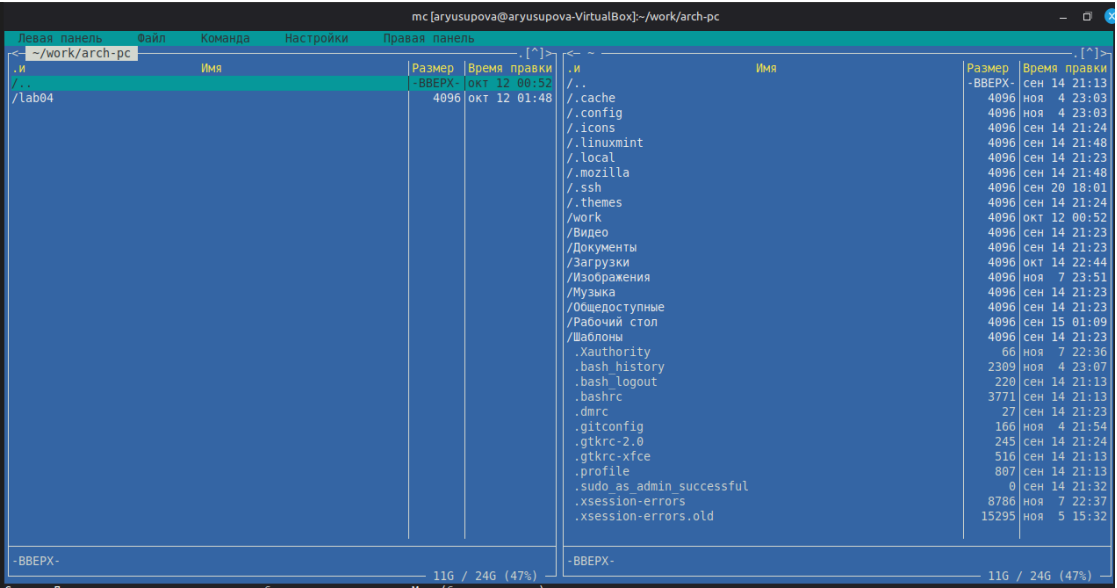 mc [aryusupova@aryusupova-VirtualBox]:~/work/arch-pc
Левая панель Файл Команда Настройки Правая панель
<- ~/work/arch-pc .[^]>
.и Имя Размер Время правки
/.. -ВВЕРХ- окт 12 00:52
/lab04 4096 окт 12 01:48
-ВВЕРХ-
11G / 24G (47%)
<- ~ .[^]>
.и Имя Размер Время правки
/.. -ВВЕРХ- сен 14 21:13
/.cache 4096 ноя 4 23:03
/.config 4096 ноя 4 23:03
/.icons 4096 сен 14 21:24
/.linuxmint 4096 сен 14 21:48
/.local 4096 сен 14 21:23
/.mozilla 4096 сен 14 21:48
/.ssh 4096 сен 20 18:01
/.themes 4096 сен 14 21:24
/work 4096 окт 12 00:52
/Видео 4096 сен 14 21:23
/Документы 4096 сен 14 21:23
/Загрузки 4096 окт 14 22:44
/Изображения 4096 ноя 7 23:51
/Музыка 4096 сен 14 21:23
/Общедоступные 4096 сен 14 21:23
/Рабочий стол 4096 сен 15 01:09
/Шаблоны 4096 сен 14 21:23
.Xauthority 66 ноя 7 22:36
.bash_history 2309 ноя 4 23:07
.bash_logout 220 сен 14 21:13
.bashrc 3771 сен 14 21:13
.dmrc 27 сен 14 21:23
.gitconfig 166 ноя 4 21:54
.gtkrc-2.0 245 сен 14 21:24
.gtkrc-xfce 516 сен 14 21:13
.profile 807 сен 14 21:13
.sudo_as_admin_successful 0 сен 14 21:32
.xsession-errors 8786 ноя 7 22:37
.xsession-errors.old 15295 ноя 5 15:32
-ВВЕРХ-
11G / 24G (47%)